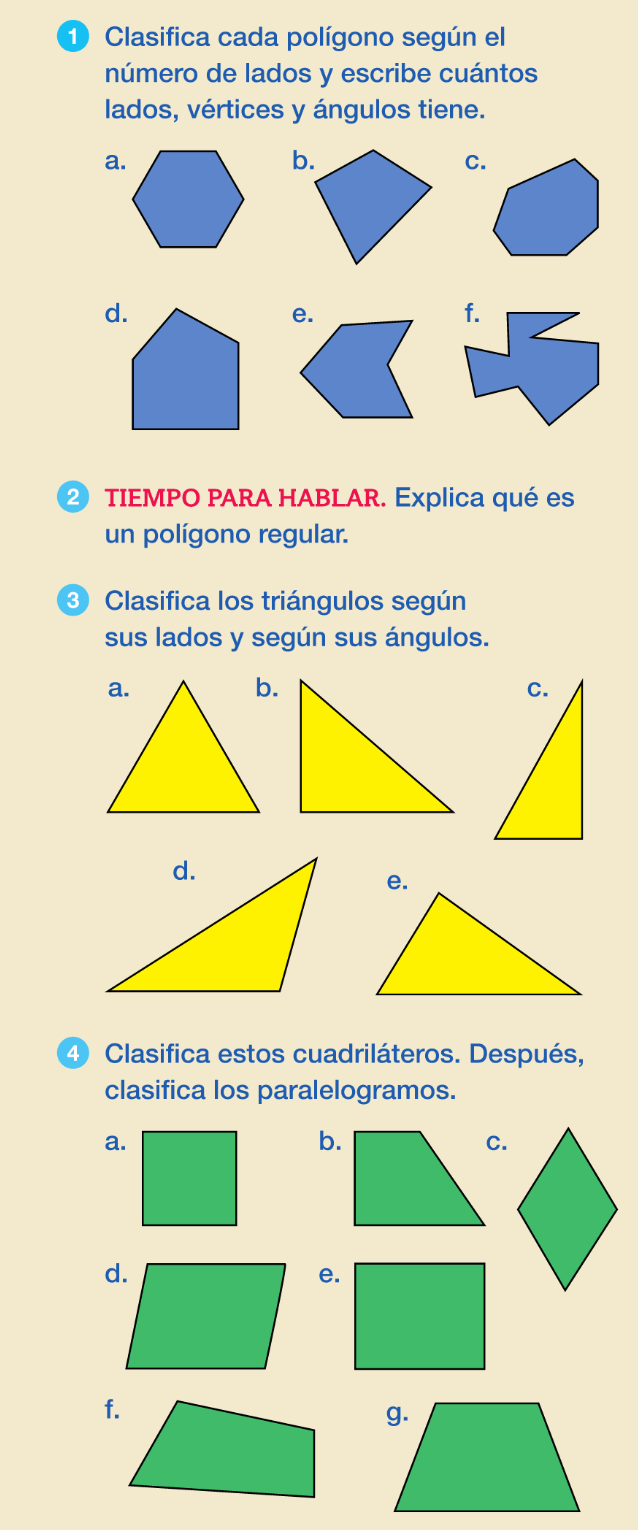 1 Clasifica cada polígono según el
número de lados y escribe cuántos
lados, vértices y ángulos tiene.
a. b. c.
d. e. f.
2 TIEMPO PARA HABLAR. Explica qué es
un polígono regular.
3 Clasifica los triángulos según
sus lados y según sus ángulos.
a. b. c.
d. e.
4 Clasifica estos cuadriláteros. Después,
clasifica los paralelogramos.
a. b. c.
d. e.
f. g.